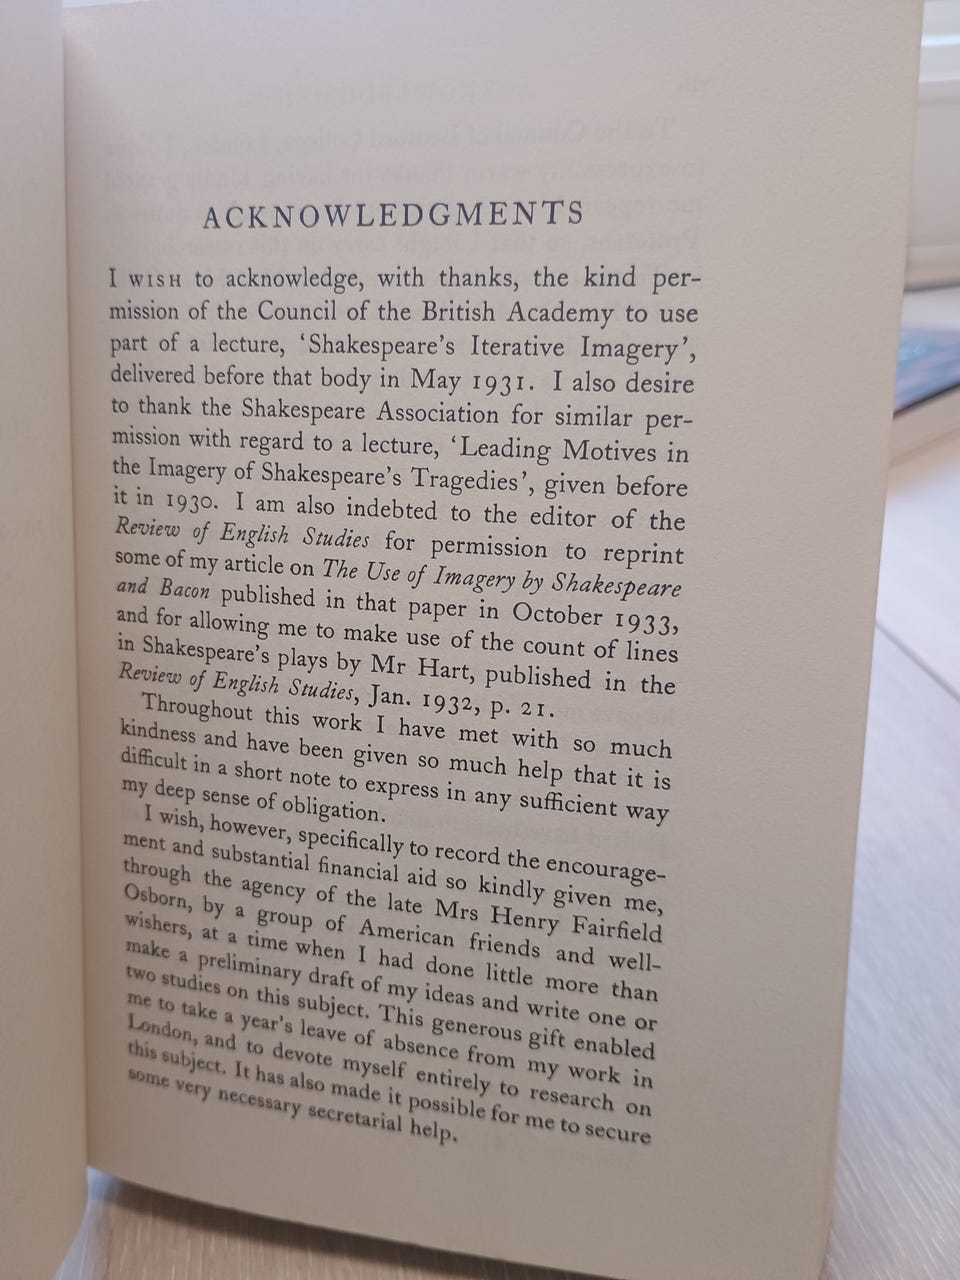 ACKNOWLEDGMENTS
I WISH to acknowledge, with thanks, the kind per-
mission of the Council of the British Academy to use
part of a lecture, ‘Shakespeare’s Iterative Imagery’,
delivered before that body in May 1931. I also desire
to thank the Shakespeare Association for similar per-
mission with regard to a lecture, ‘Leading Motives in
the Imagery of Shakespeare’s Tragedies’, given before
it in 1930. I am also indebted to the editor of the
Review of English Studies for permission to reprint
some of my article on The Use of Imagery by Shakespeare
and Bacon published in that paper in October 1933,
and for allowing me to make use of the count of lines
in Shakespeare’s plays by Mr Hart, published in the
Review of English Studies, Jan. 1932, p. 21.
Throughout this work I have met with so much
kindness and have been given so much help that it is
difficult in a short note to express in any sufficient way
my deep sense of obligation.
I wish, however, specifically to record the encourage-
ment and substantial financial aid so kindly given me,
through the agency of the late Mrs Henry Fairfield
Osborn, by a group of American friends and well-
wishers, at a time when I had done little more than
make a preliminary draft of my ideas and write one or
two studies on this subject. This generous gift enabled
me to take a year’s leave of absence from my work in
London, and to devote myself entirely to research on
this subject. It has also made it possible for me to secure
some very necessary secretarial help.